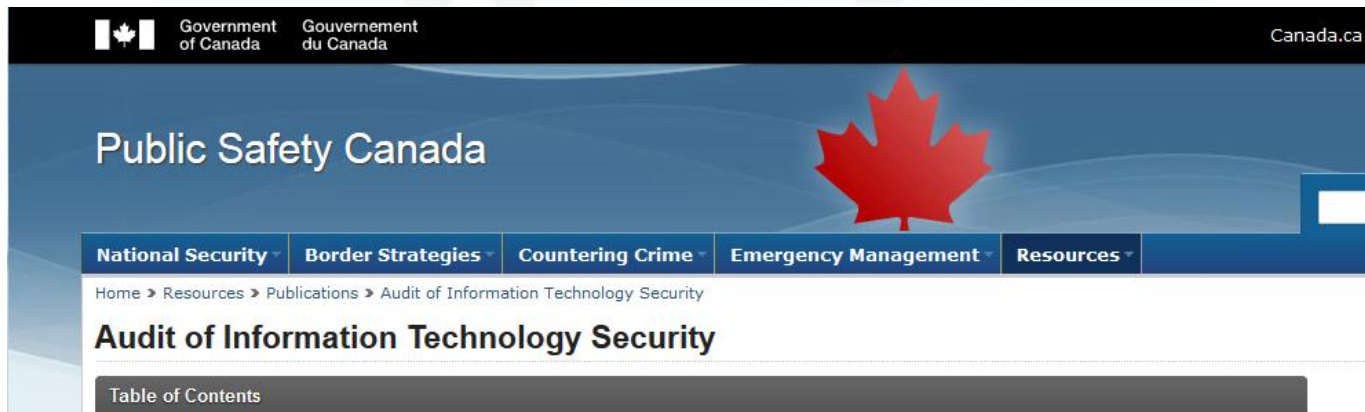 Government of Canada
Gouvernement du Canada
Canada.ca
Public Safety Canada
National Security Border Strategies Countering Crime Emergency Management Resources
Home > Resources > Publications > Audit of Information Technology Security
Audit of Information Technology Security
Table of Contents